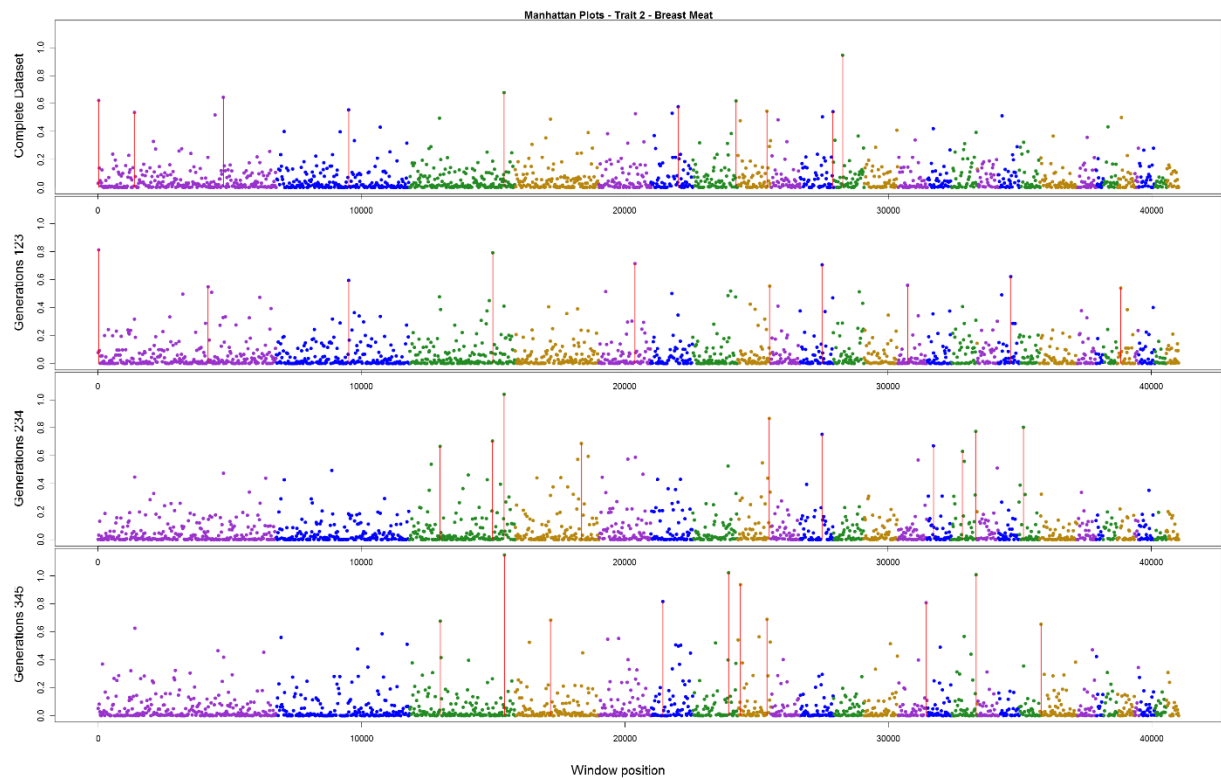 Manhattan Plots - Trait 2 - Breast Meat
Complete Dataset
1.0
0.8
0.6
0.4
0.2
0.0
0 10000 20000 30000 40000
Generations 123
1.0
0.8
0.6
0.4
0.2
0.0
0 10000 20000 30000 40000
Generations 234
1.0
0.8
0.6
0.4
0.2
0.0
0 10000 20000 30000 40000
Generations 345
1.0
0.8
0.6
0.4
0.2
0.0
0 10000 20000 30000 40000
Window position